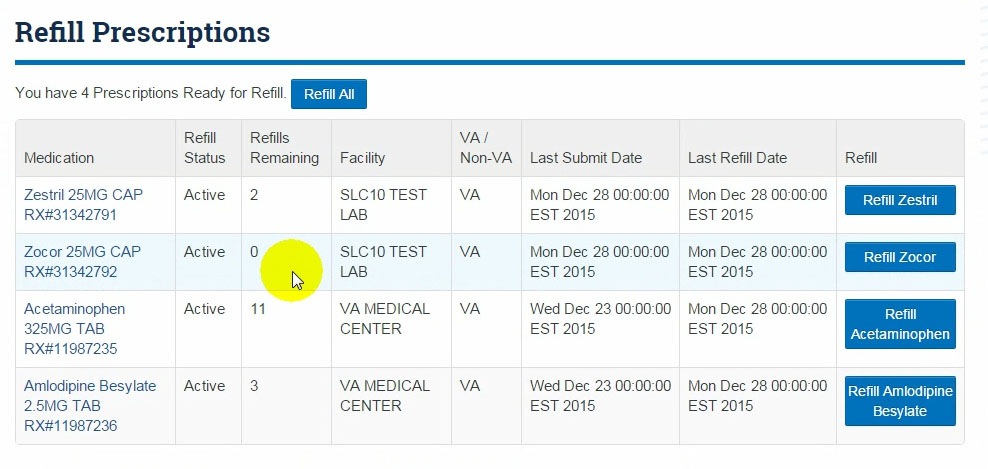 Refill Prescriptions
You have 4 Prescriptions Ready for Refill. Refill All
Medication Refill Status Refills Remaining Facility VA / Non-VA Last Submit Date Last Refill Date Refill
Zestril 25MG CAP RX#31342791 Active 2 SLC10 TEST LAB VA Mon Dec 28 00:00:00 EST 2015 Mon Dec 28 00:00:00 EST 2015 Refill Zestril
Zocor 25MG CAP RX#31342792 Active 0 SLC10 TEST LAB VA Mon Dec 28 00:00:00 EST 2015 Mon Dec 28 00:00:00 EST 2015 Refill Zocor
Acetaminophen 325MG TAB RX#11987235 Active 11 VA MEDICAL CENTER VA Wed Dec 23 00:00:00 EST 2015 Mon Dec 28 00:00:00 EST 2015 Refill Acetaminophen
Amlodipine Besylate 2.5MG TAB RX#11987236 Active 3 VA MEDICAL CENTER VA Wed Dec 23 00:00:00 EST 2015 Mon Dec 28 00:00:00 EST 2015 Refill Amlodipine Besylate